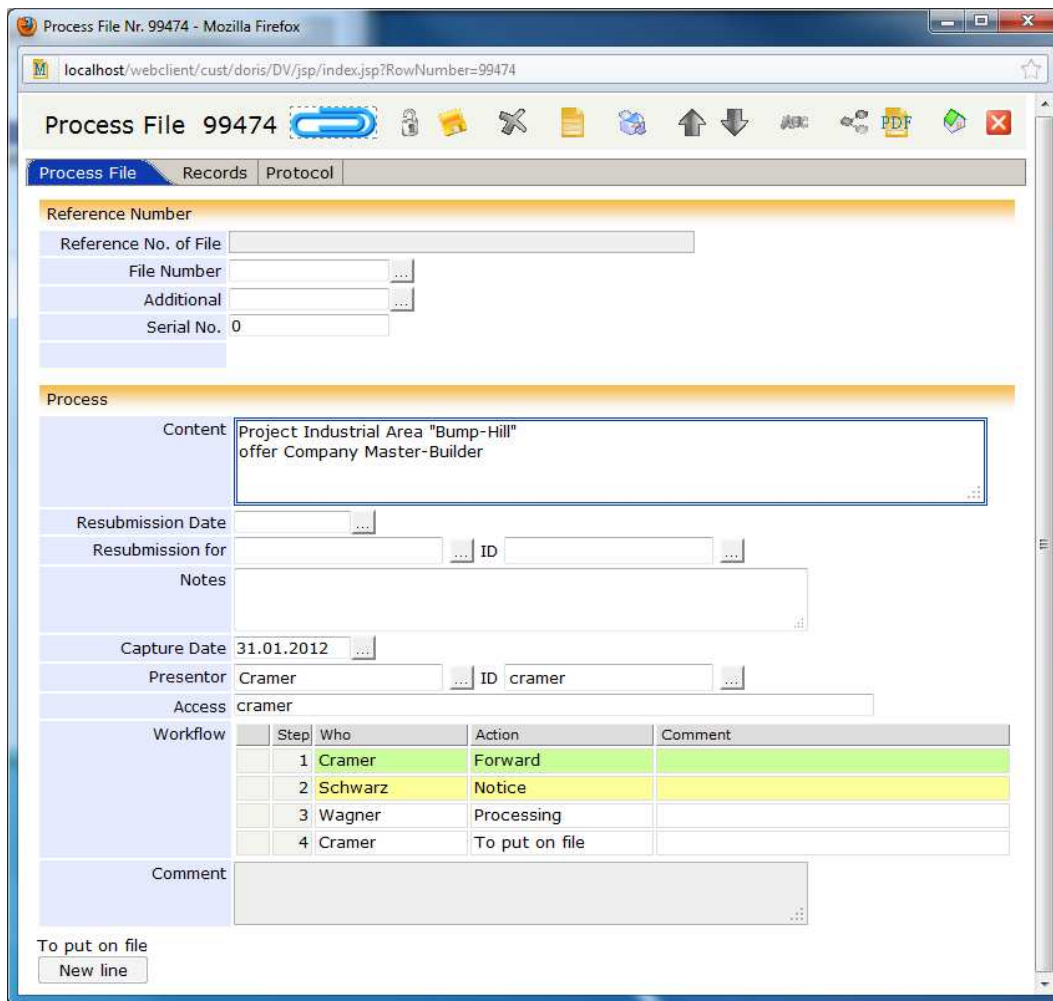 Process File Nr. 99474 - Mozilla Firefox
localhost/webclient/cust/doris/DV/jsp/index.jsp?RowNumber=99474
Process File 99474 ABC PDF
Process File Records Protocol
Reference Number
Reference No. of File
File Number ...
Additional ...
Serial No. 0
Process
Content Project Industrial Area "Bump-Hill"
offer Company Master-Builder
Resubmission Date ...
Resubmission for ... ID ...
Notes
Capture Date 31.01.2012 ...
Presentor Cramer ... ID cramer ...
Access cramer
Workflow Step Who Action Comment
1 Cramer Forward
2 Schwarz Notice
3 Wagner Processing
4 Cramer To put on file
Comment
To put on file
New line